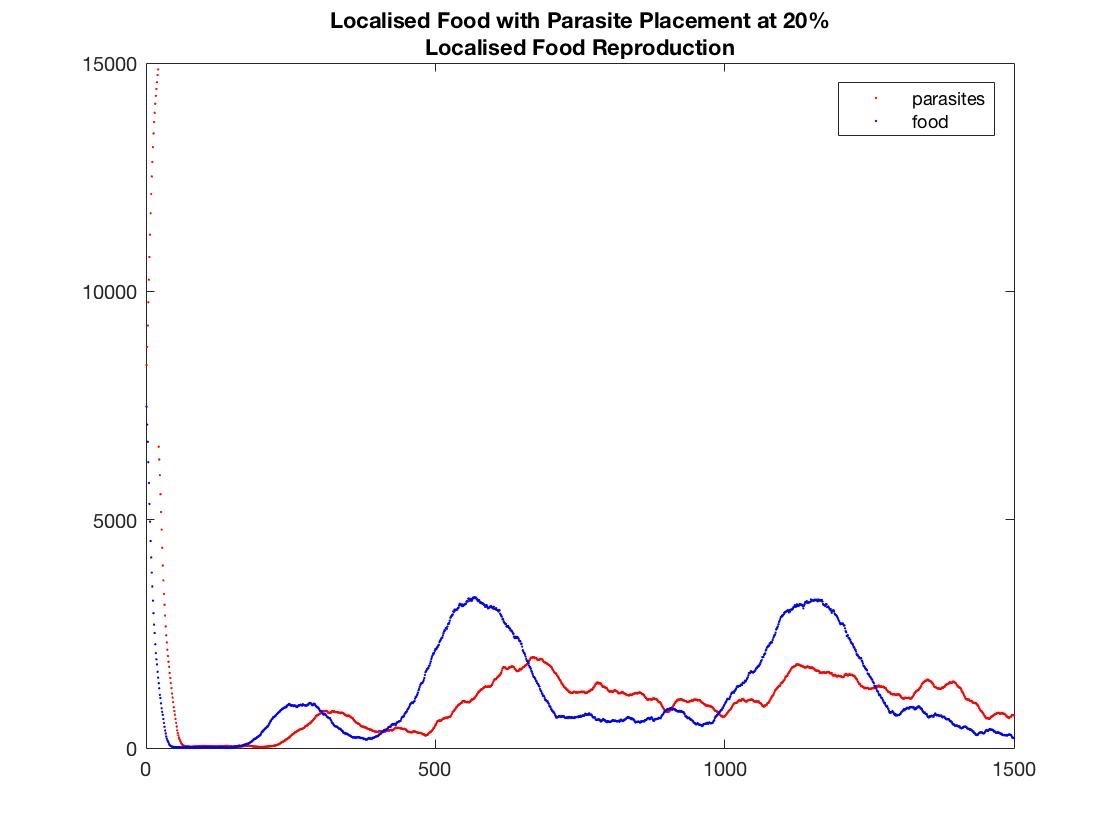 Localised Food with Parasite Placement at 20%
Localised Food Reproduction
15000
parasites
food
10000
5000
0
0 500 1000 1500